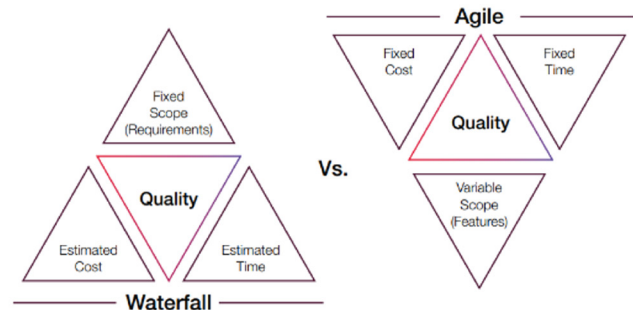 Fixed
Scope
(Requirements)
Quality
Estimated
Cost
Estimated
Time
Waterfall
Vs.
Agile
Fixed
Cost
Fixed
Time
Quality
Variable
Scope
(Features)